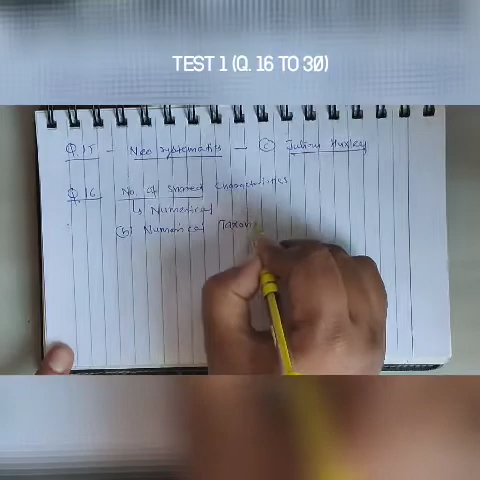 TEST 1 (Q. 16 TO 30)
Q.15 - Neo systematics - (c) Julian Huxley
Q.16 No. of Shared Characteristics
↳ Numerical
(b) Numerical Taxon